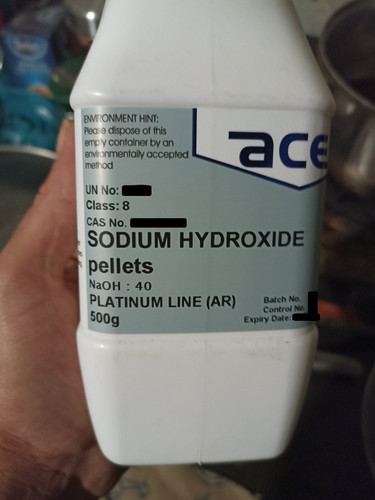 ENVIRONMENT HINT:
Please dispose of this
empty container by an
environmentally accepted
method
ace
UN No:
Class: 8
CAS No.
SODIUM HYDROXIDE
pellets
NaOH : 40
PLATINUM LINE (AR)
500g
Batch No.
Control No.
Expiry Date: